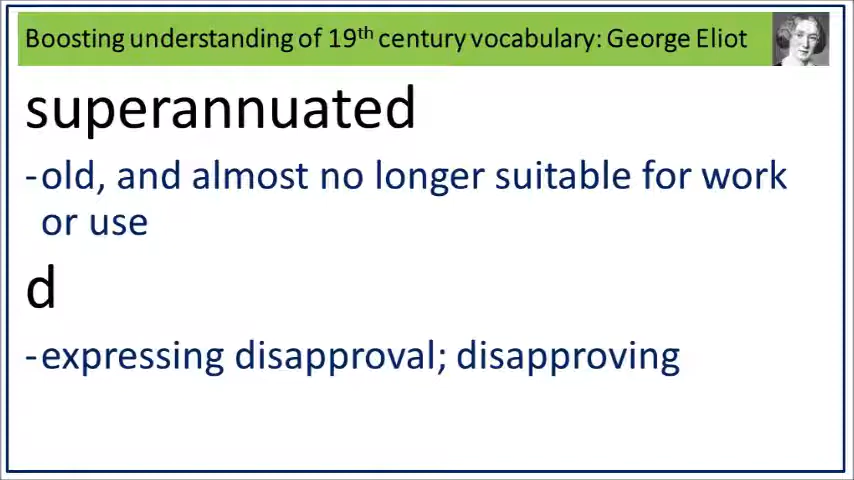 Boosting understanding of 19th century vocabulary: George Eliot
superannuated
-old, and almost no longer suitable for work
or use
d
-expressing disapproval; disapproving